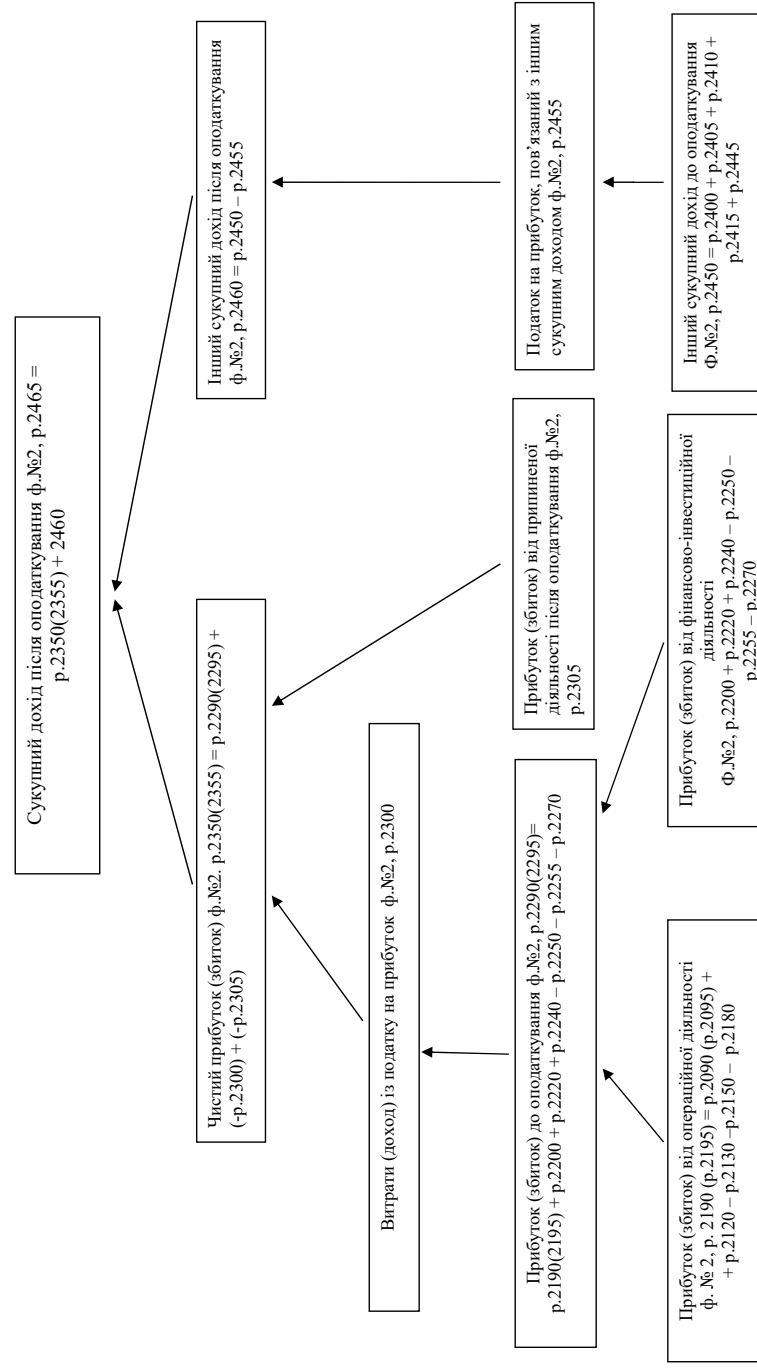 Сукупний дохід після оподаткування ф.№2, р.2465 =
р.2350(2355) + 2460
Чистий прибуток (збиток) ф.№2. р.2350(2355) = р.2290(2295) +
(-р.2300) + (-р.2305)
Інший сукупний дохід після оподаткування
ф.№2, р.2460 = р.2450 – р.2455
Витрати (доход) із податку на прибуток ф.№2, р.2300
Прибуток (збиток) до оподаткування ф.№2, р.2290(2295)=
р.2190(2195) + р.2200 + р.2220 + р.2240 – р.2250 – р.2255 – р.2270
Прибуток (збиток) від припиненої
діяльності після оподаткування ф.№2,
р.2305
Податок на прибуток, пов’язаний з іншим
сукупним доходом ф.№2, р.2455
Прибуток (збиток) від операційної діяльності
ф. № 2, р. 2190 (р.2195) = р.2090 (р.2095) +
+ р.2120 – р.2130 –р.2150 – р.2180
Прибуток (збиток) від фінансово-інвестиційної
діяльності
Ф.№2, р.2200 + р.2220 + р.2240 – р.2250 –
р.2255 – р.2270
Інший сукупний дохід до оподаткування
Ф.№2, р.2450 = р.2400 + р.2405 + р.2410 +
р.2415 + р.2445